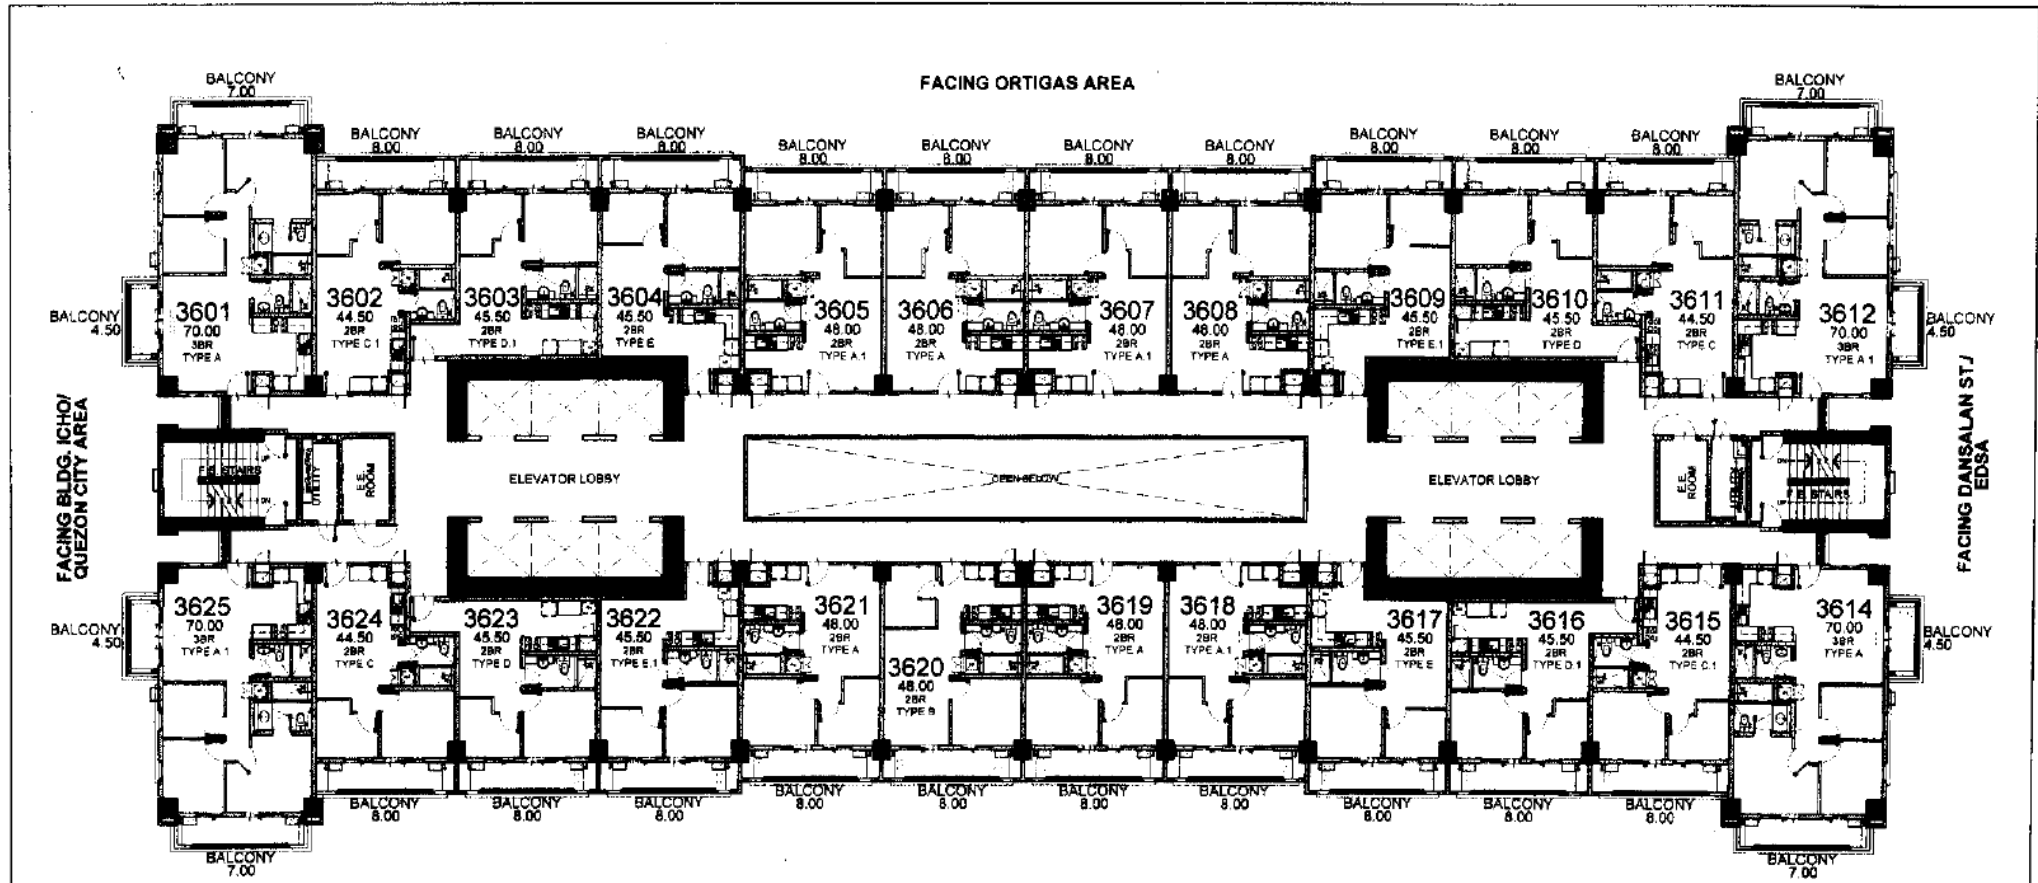 FACING ORTIGAS AREA
BALCONY
7.00
BALCONY
8.00
BALCONY
8.00
BALCONY
8.00
BALCONY
8.00
BALCONY
8.00
BALCONY
8.00
BALCONY
8.00
BALCONY
8.00
BALCONY
8.00
BALCONY
8.00
BALCONY
7.00
BALCONY
4.50
3601
70.00
3BR
TYPE A
3602
44.50
2BR
TYPE C.1
3603
45.50
2BR
TYPE D.1
3604
45.50
2BR
TYPE E
3605
48.00
2BR
TYPE A.1
3606
48.00
2BR
TYPE A
3607
48.00
2BR
TYPE A.1
3608
48.00
2BR
TYPE A
3609
45.50
2BR
TYPE E.1
3610
45.50
2BR
TYPE D
3611
44.50
2BR
TYPE C
3612
70.00
3BR
TYPE A.1
BALCONY
4.50
FACING BLDG. ICHO/
QUEZON CITY AREA
F.E. STAIRS
UP
DN
UTILITY
E.E.
ROOM
ELEVATOR LOBBY
OPEN BELOW
ELEVATOR LOBBY
E.E.
ROOM
DN
UP
F.E. STAIRS
FACING DANSALAN ST./
EDSA
BALCONY
4.50
3625
70.00
3BR
TYPE A.1
3624
44.50
2BR
TYPE C
3623
45.50
2BR
TYPE D
3622
45.50
2BR
TYPE E.1
3621
48.00
2BR
TYPE A
3620
48.00
2BR
TYPE B
3619
48.00
2BR
TYPE A
3618
48.00
2BR
TYPE A.1
3617
45.50
2BR
TYPE E
3616
45.50
2BR
TYPE D.1
3615
44.50
2BR
TYPE C.1
3614
70.00
3BR
TYPE A
BALCONY
4.50
BALCONY
7.00
BALCONY
8.00
BALCONY
8.00
BALCONY
8.00
BALCONY
8.00
BALCONY
8.00
BALCONY
8.00
BALCONY
8.00
BALCONY
8.00
BALCONY
8.00
BALCONY
8.00
BALCONY
7.00